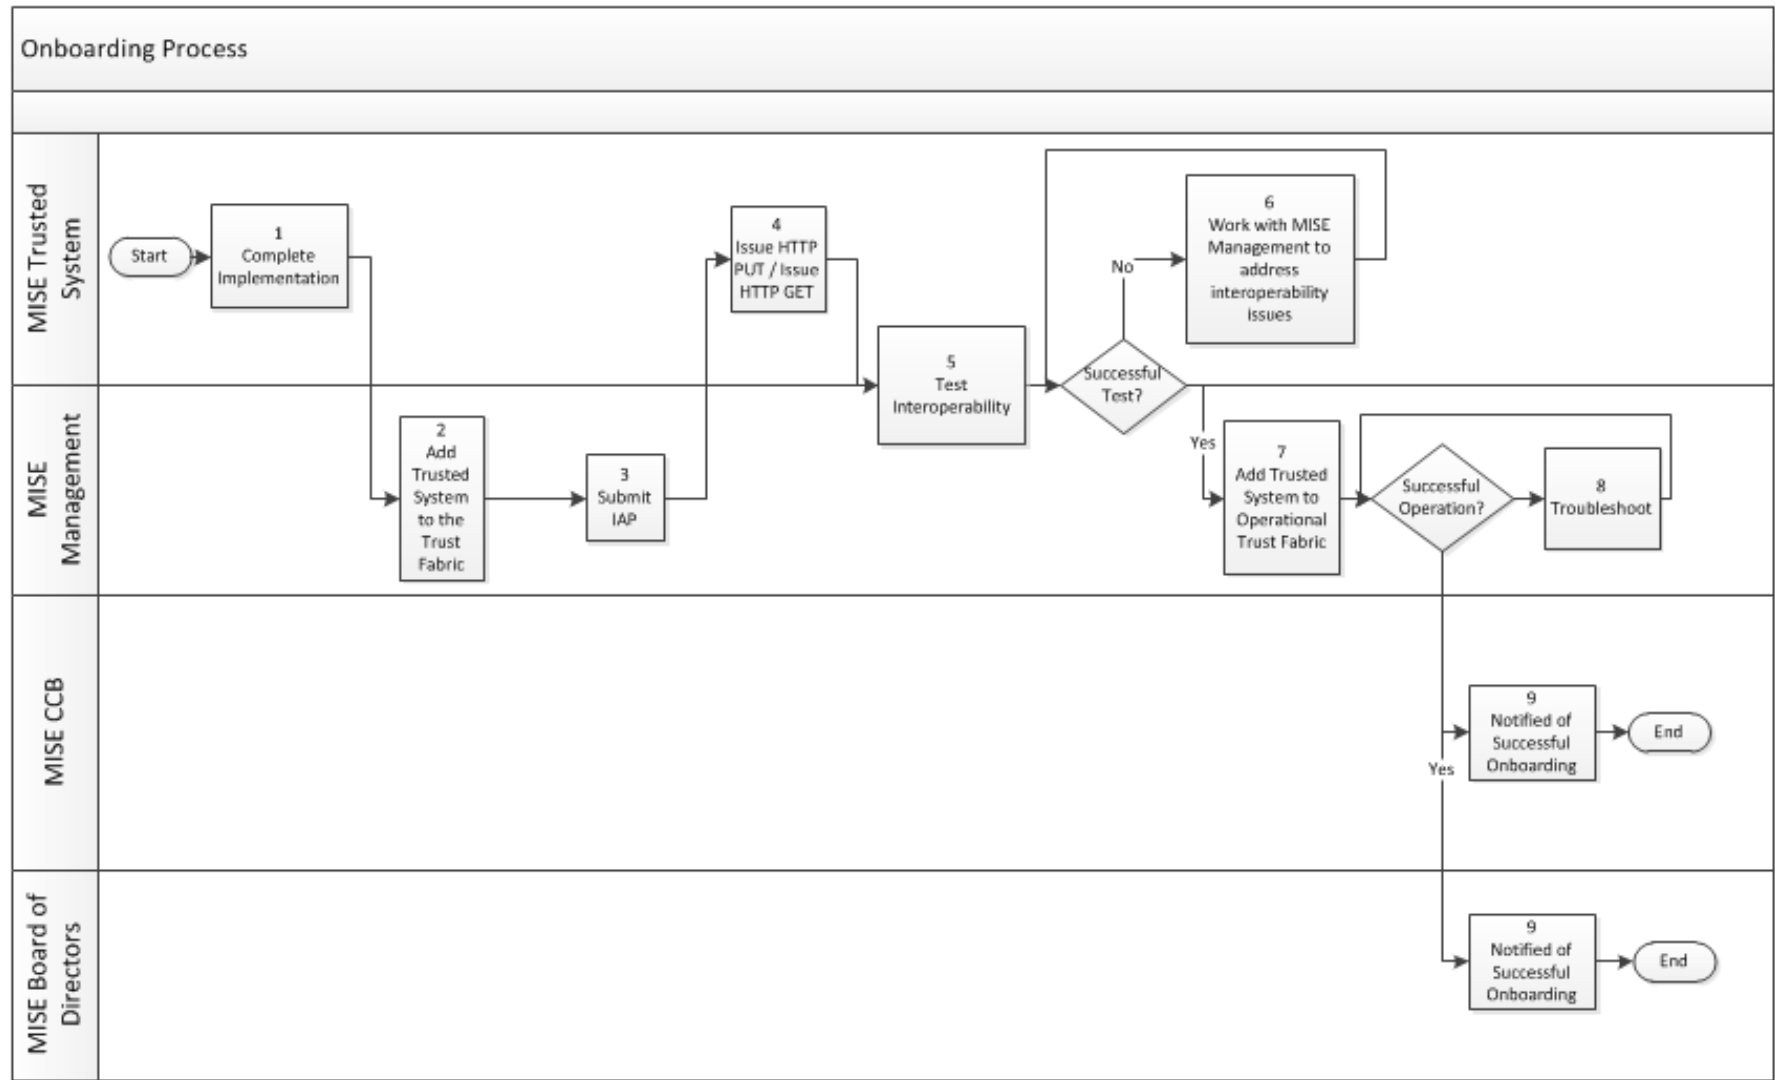 Onboarding Process
MISE Trusted
System
Start
1
Complete
Implementation
4
Issue HTTP
PUT / Issue
HTTP GET
5
Test
Interoperability
Successful
Test?
No
6
Work with MISE
Management to
address
interoperability
issues
Yes
MISE
Management
2
Add
Trusted
System
to the
Trust
Fabric
3
Submit
IAP
7
Add Trusted
System to
Operational
Trust Fabric
Successful
Operation?
8
Troubleshoot
MISE CCB
9
Notified of
Successful
Onboarding
End
Yes
MISE Board of
Directors
9
Notified of
Successful
Onboarding
End